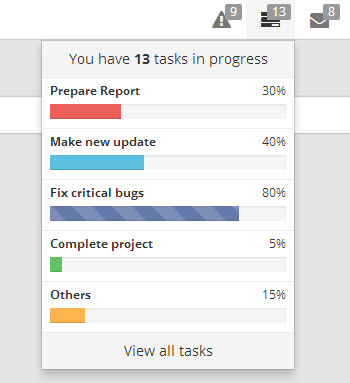 9 13 8
You have 13 tasks in progress
Prepare Report 30%
Make new update 40%
Fix critical bugs 80%
Complete project 5%
Others 15%
View all tasks